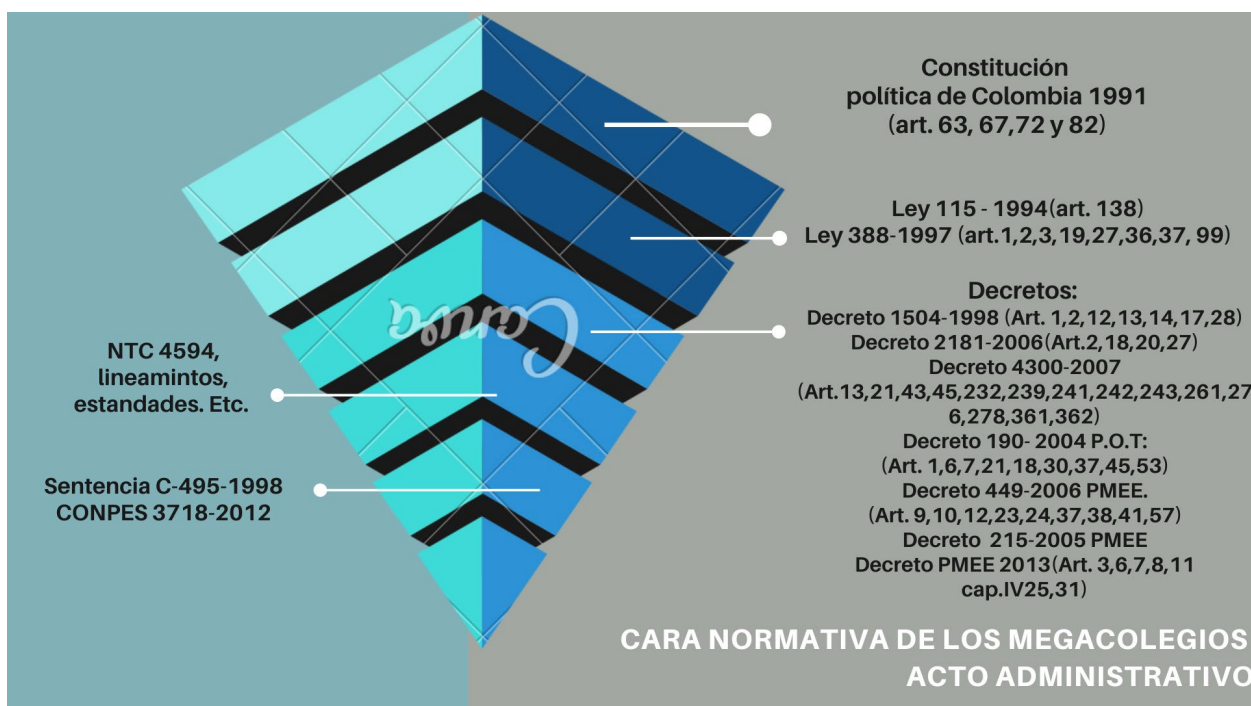 Constitución
política de Colombia 1991
(art. 63, 67,72 y 82)
Ley 115 - 1994(art. 138)
Ley 388-1997 (art.1,2,3,19,27,36,37, 99)
Decretos:
Decreto 1504-1998 (Art. 1,2,12,13,14,17,28)
Decreto 2181-2006(Art.2,18,20,27)
Decreto 4300-2007
(Art.13,21,43,45,232,239,241,242,243,261,27
6,278,361,362)
Decreto 190- 2004 P.O.T:
(Art. 1,6,7,21,18,30,37,45,53)
Decreto 449-2006 PMEE.
(Art. 9,10,12,23,24,37,38,41,57)
Decreto 215-2005 PMEE
Decreto PMEE 2013(Art. 3,6,7,8,11
cap.IV25,31)
NTC 4594,
lineamintos,
estandades. Etc.
Sentencia C-495-1998
CONPES 3718-2012
Canva
CARA NORMATIVA DE LOS MEGACOLEGIOS
ACTO ADMINISTRATIVO